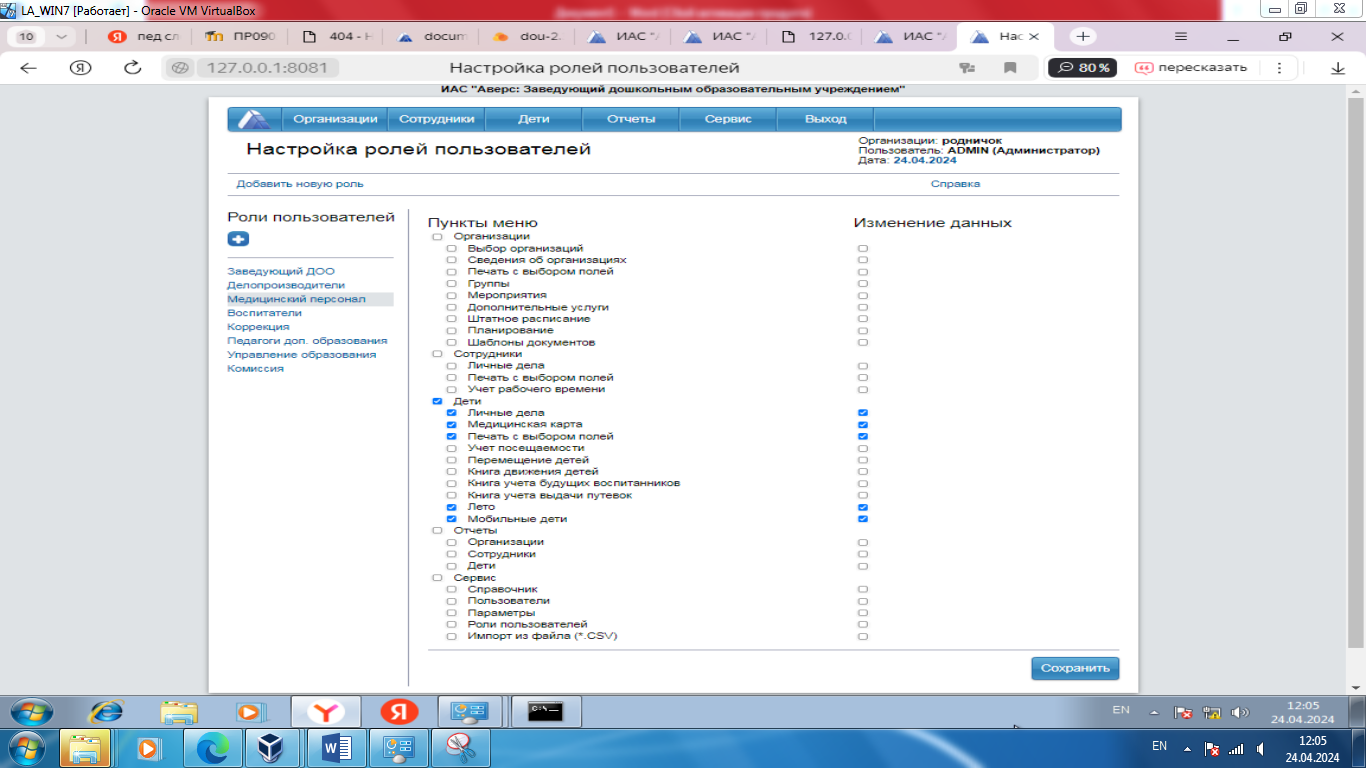 LA_WIN7 [Работает] - Oracle VM VirtualBox
10
пед сл
ПР090
404 - Н
docum
dou-2.
ИАС "А
ИАС "А
127.0.0
ИАС "А
Нас
127.0.0.1:8081
Настройка ролей пользователей
80 %
пересказать
ИАС "Аверс: Заведующий дошкольным образовательным учреждением"
Организации
Сотрудники
Дети
Отчеты
Сервис
Выход
Настройка ролей пользователей
Организации: родничок
Пользователь: ADMIN (Администратор)
Дата: 24.04.2024
Добавить новую роль
Справка
Роли пользователей
Заведующий ДОО
Делопроизводители
Медицинский персонал
Воспитатели
Коррекция
Педагоги доп. образования
Управление образования
Комиссия
Пункты меню
Изменение данных
Организации
Выбор организаций
Сведения об организациях
Печать с выбором полей
Группы
Мероприятия
Дополнительные услуги
Штатное расписание
Планирование
Шаблоны документов
Сотрудники
Личные дела
Печать с выбором полей
Учет рабочего времени
Дети
Личные дела
Медицинская карта
Печать с выбором полей
Учет посещаемости
Перемещение детей
Книга движения детей
Книга учета будущих воспитанников
Книга учета выдачи путевок
Лето
Мобильные дети
Отчеты
Организации
Сотрудники
Дети
Сервис
Справочник
Пользователи
Параметры
Роли пользователей
Импорт из файла (*.CSV)
Сохранить
EN
12:05
24.04.2024
EN
12:05
24.04.2024